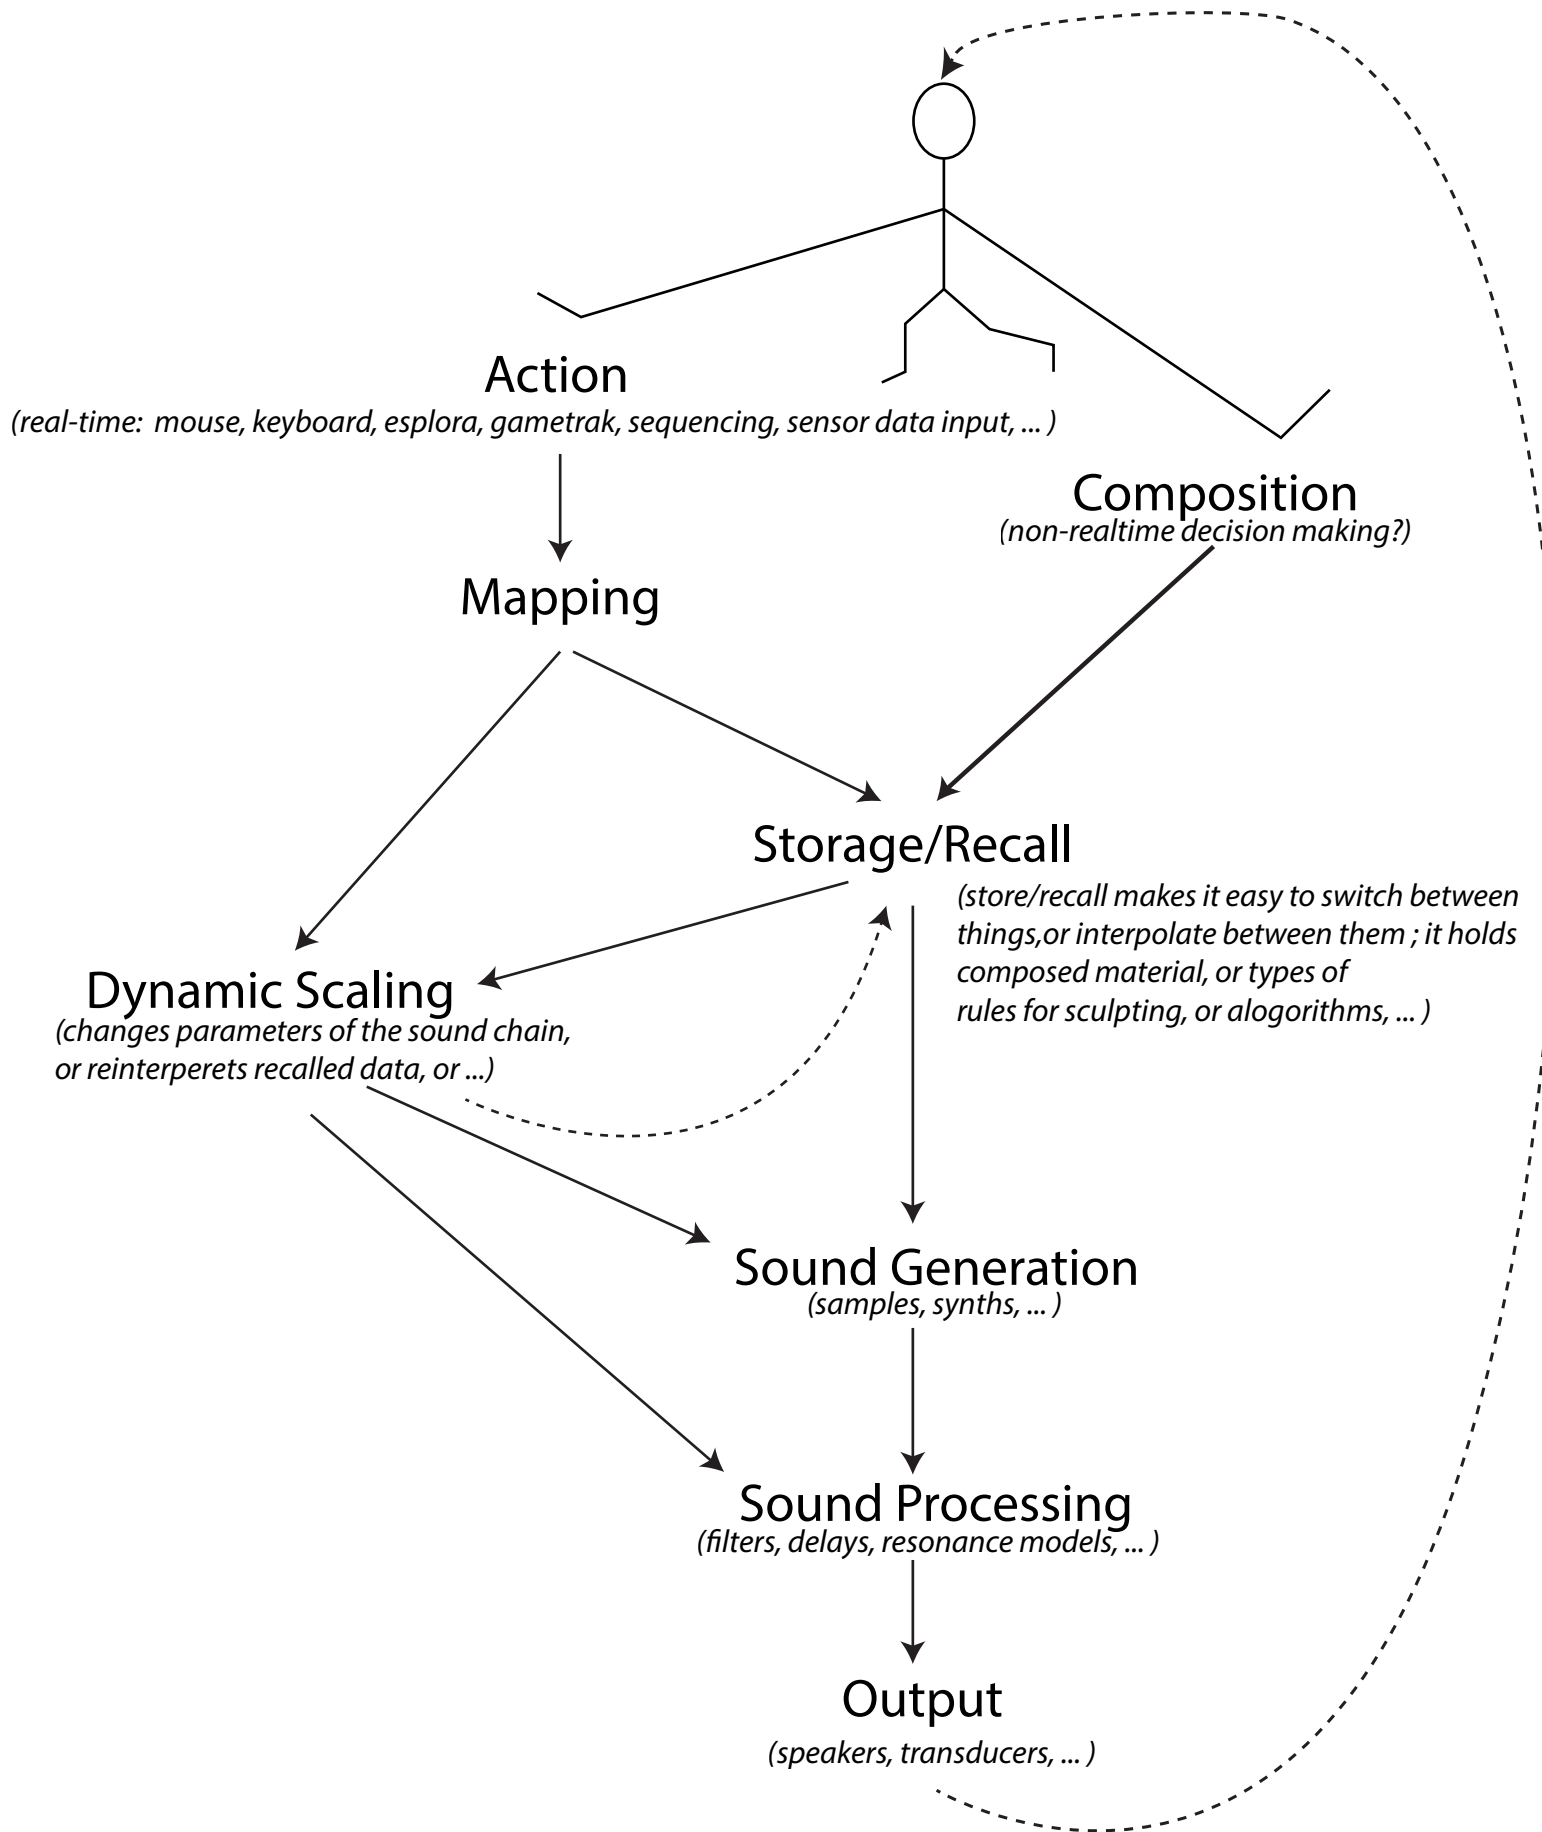 Action
(real-time:  mouse, keyboard, esplora, gametrak, sequencing, sensor data input, ... )
Composition
(non-realtime decision making?)
Mapping
Storage/Recall
(store/recall makes it easy to switch between
things,or interpolate between them ; it holds
composed material, or types of
rules for sculpting, or alogorithms, ... )
Dynamic Scaling
(changes parameters of the sound chain,
or reinterperets recalled data, or ...)
Sound Generation
(samples, synths, ... )
Sound Processing
(filters, delays, resonance models, ... )
Output
(speakers, transducers, ... )